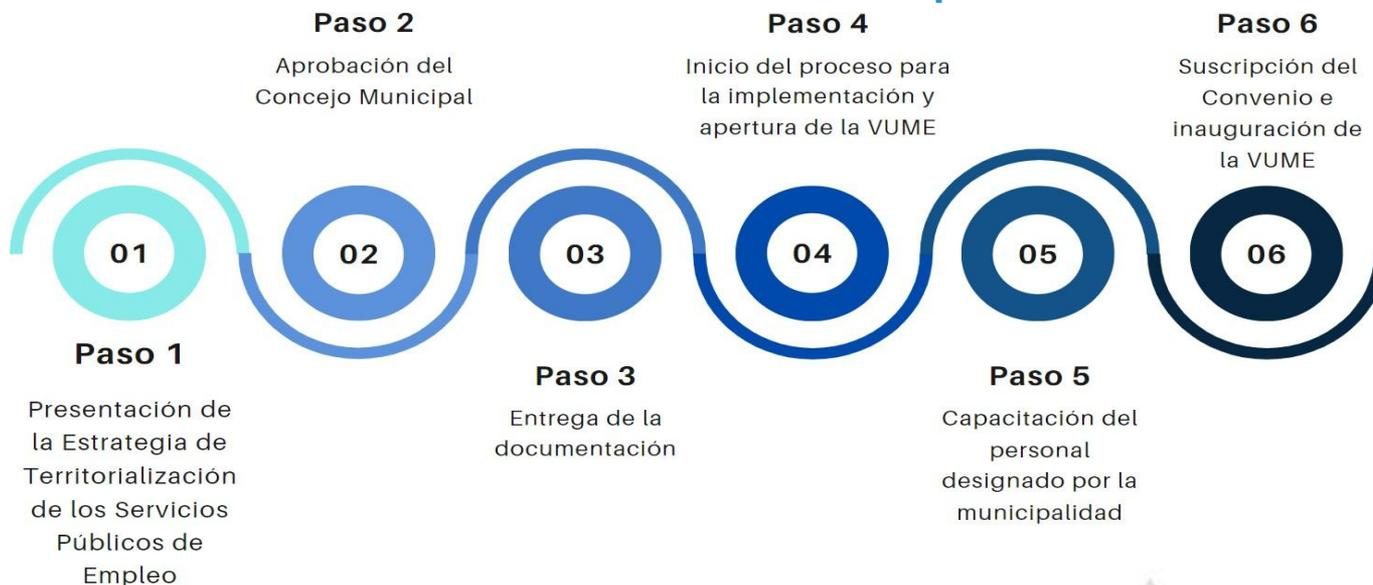 Paso 2
Aprobación del
Concejo Municipal
Paso 4
Inicio del proceso para
la implementación y
apertura de la VUME
Paso 6
Suscripción del
Convenio e
inauguración de
la VUME
01
02
03
04
05
06
Paso 1
Presentación de
la Estrategia de
Territorialización
de los Servicios
Públicos de
Empleo
Paso 3
Entrega de la
documentación
Paso 5
Capacitación del
personal
designado por la
municipalidad